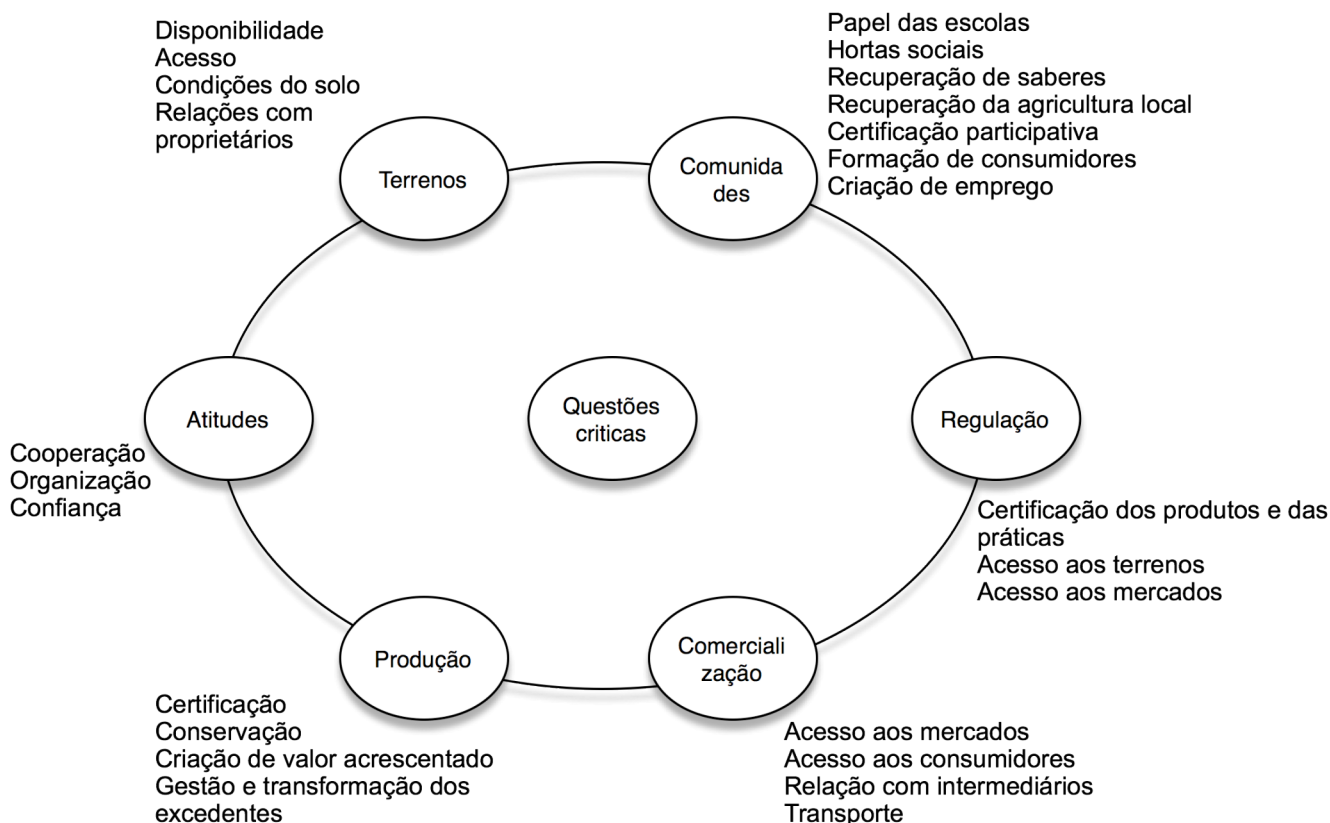 Disponibilidade
Acesso
Condições do solo
Relações com
proprietários
Papel das escolas
Hortas sociais
Recuperação de saberes
Recuperação da agricultura local
Certificação participativa
Formação de consumidores
Criação de emprego
Terrenos
Comunida
des
Atitudes
Questões
criticas
Regulação
Cooperação
Organização
Confiança
Certificação dos produtos e das
práticas
Acesso aos terrenos
Acesso aos mercados
Produção
Comerciali
zação
Certificação
Conservação
Criação de valor acrescentado
Gestão e transformação dos
excedentes
Acesso aos mercados
Acesso aos consumidores
Relação com intermediários
Transporte